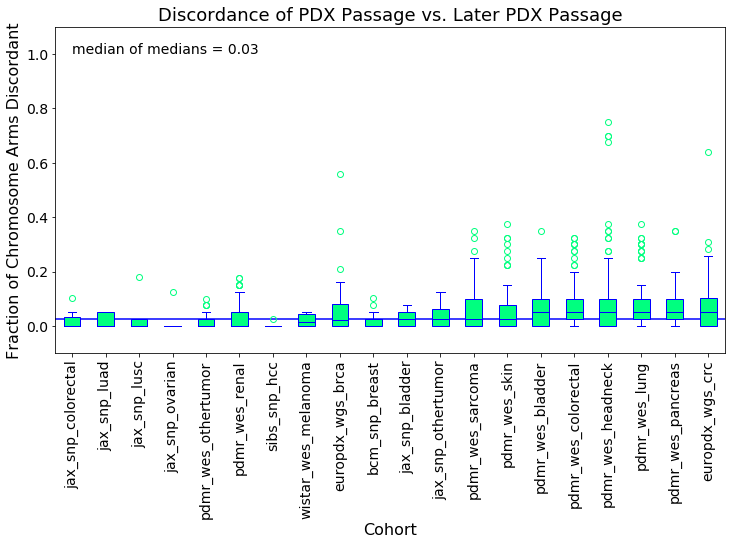 Discordance of PDX Passage vs. Later PDX Passage
median of medians = 0.03
Fraction of Chromosome Arms Discordant
1.0
0.8
0.6
0.4
0.2
0.0
jax_snp_colorectal
jax_snp_luad
jax_snp_lusc
jax_snp_ovarian
pdmr_wes_othertumor
pdmr_wes_renal
sibs_snp_hcc
wistar_wes_melanoma
europdx_wgs_brca
bcm_snp_breast
jax_snp_bladder
jax_snp_othertumor
pdmr_wes_sarcoma
pdmr_wes_skin
pdmr_wes_bladder
pdmr_wes_colorectal
pdmr_wes_headneck
pdmr_wes_lung
pdmr_wes_pancreas
europdx_wgs_crc
Cohort